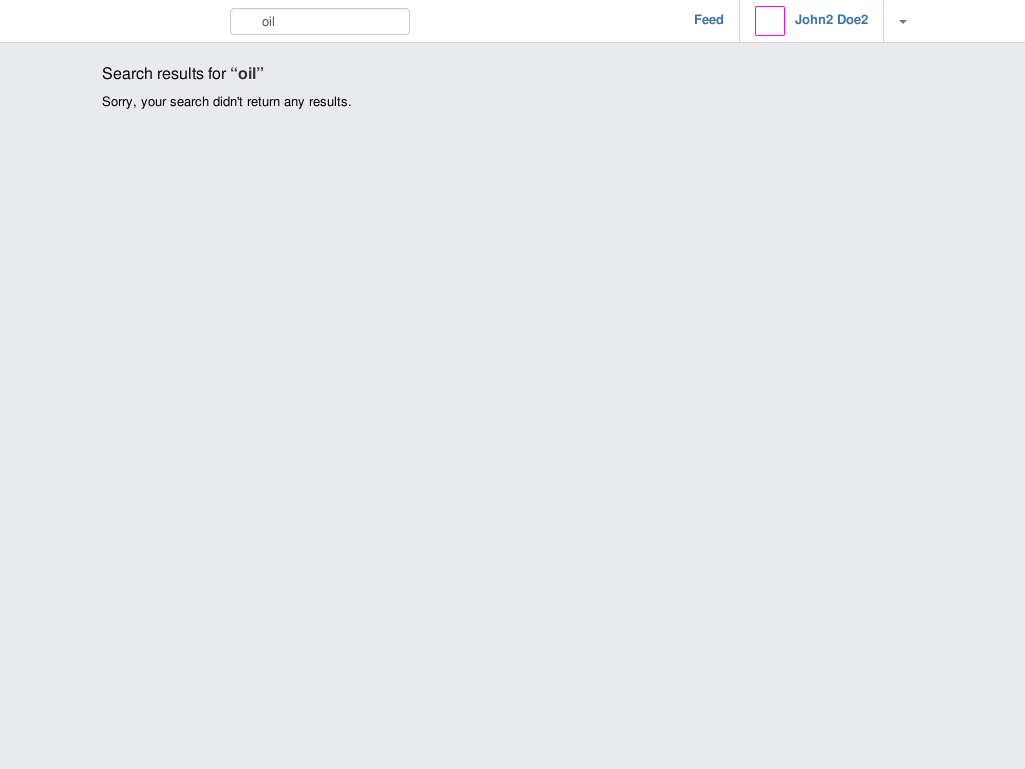 oil
Feed
John2 Doe2
Search results for “oil”
Sorry, your search didn't return any results.